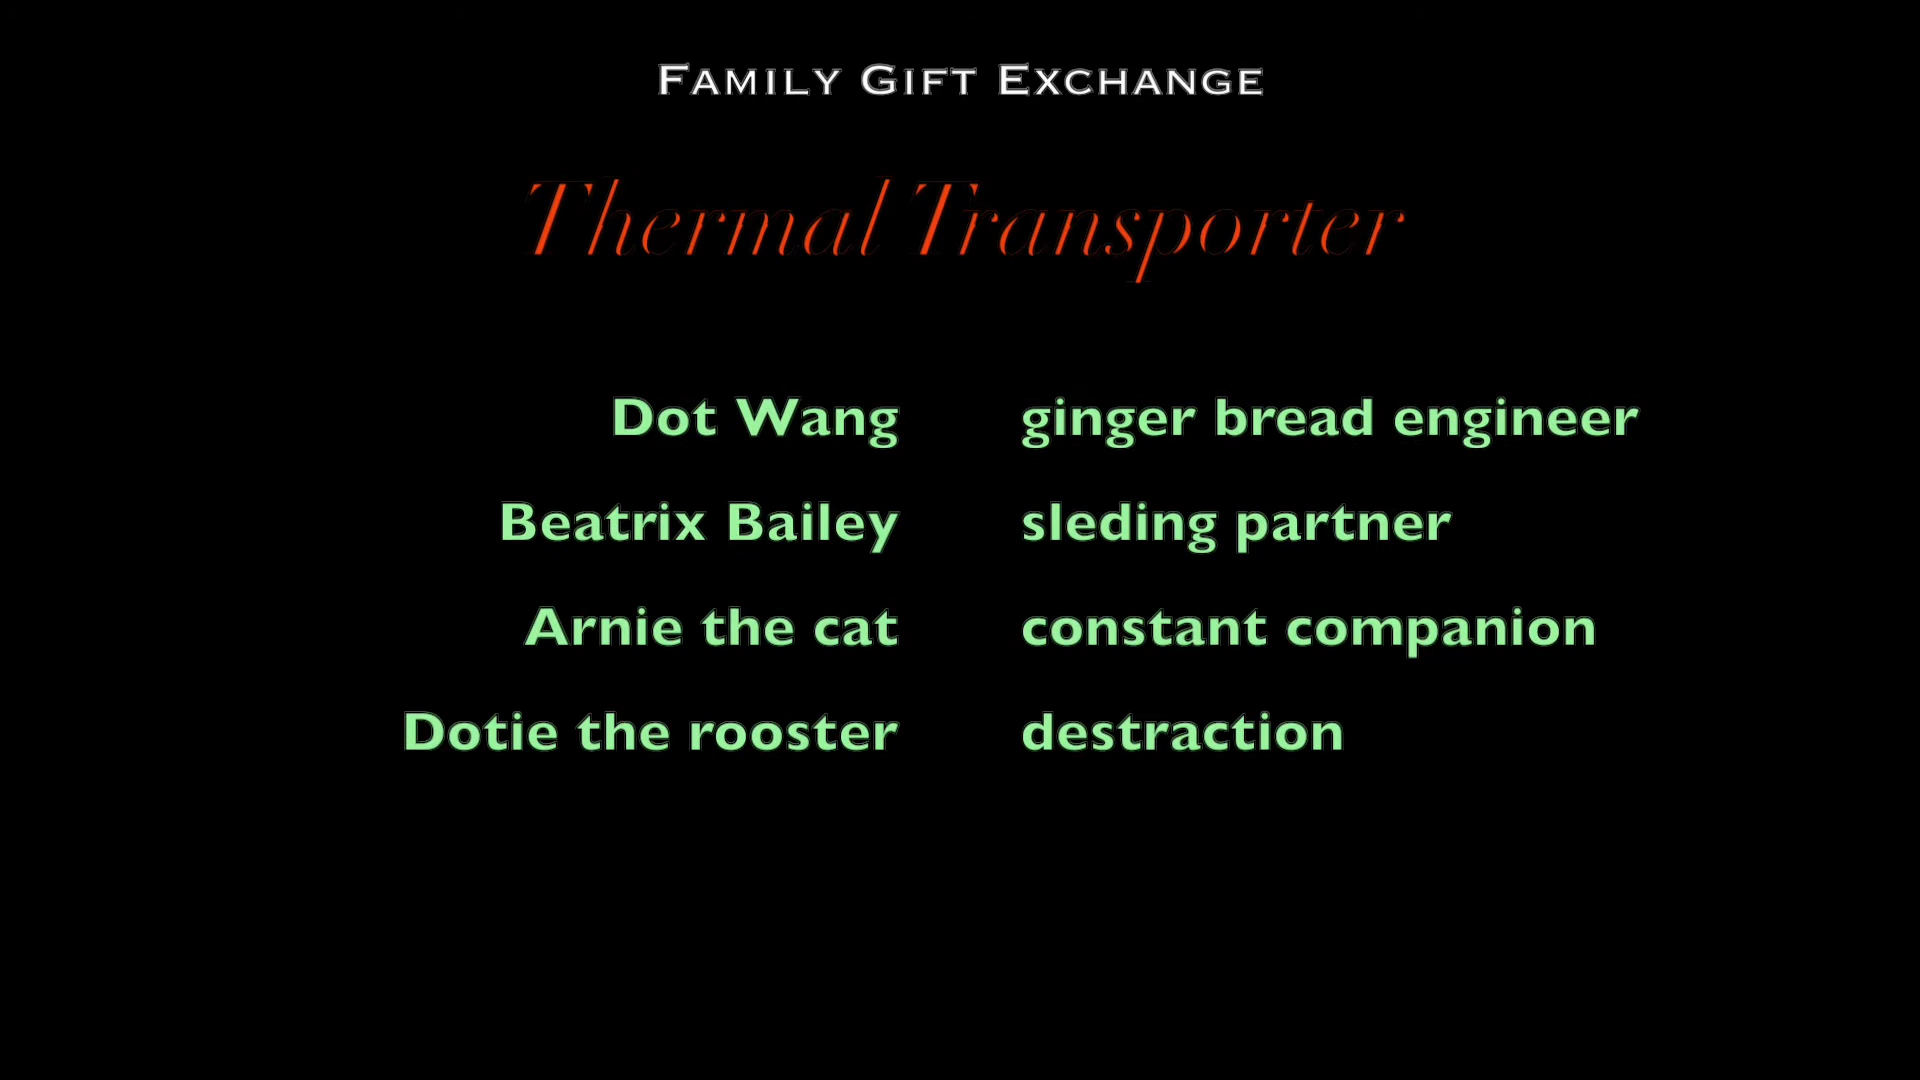 Family Gift Exchange
Thermal Transporter
Dot Wang ginger bread engineer
Beatrix Bailey sleding partner
Arnie the cat constant companion
Dotie the rooster destraction